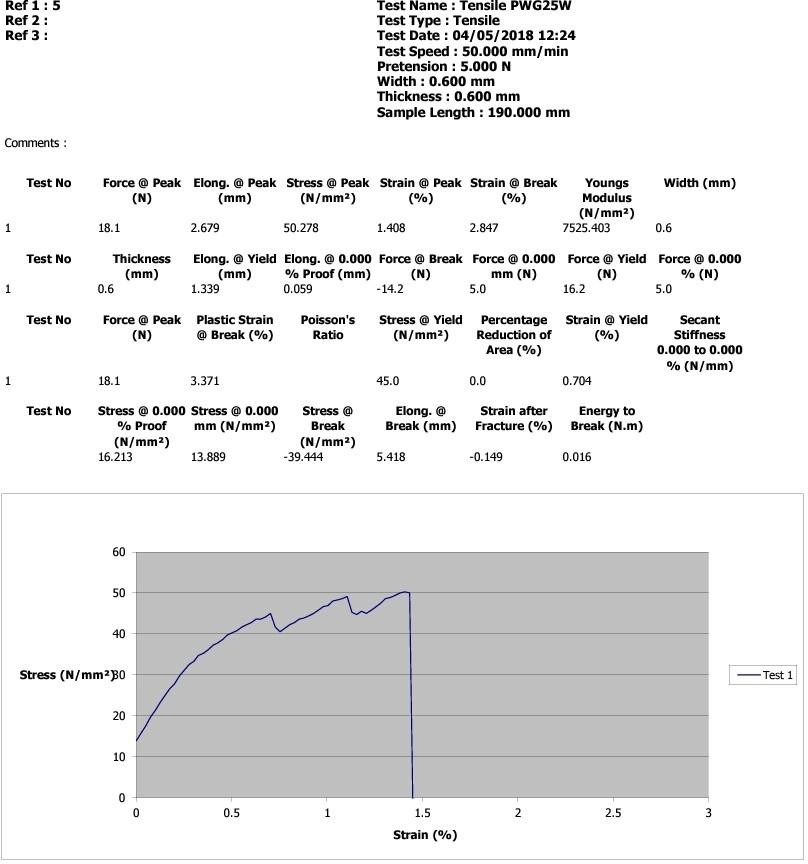 Ref 1 : 5
Ref 2 :
Ref 3 :
Test Name : Tensile PWG25W
Test Type : Tensile
Test Date : 04/05/2018 12:24
Test Speed : 50.000 mm/min
Pretension : 5.000 N
Width : 0.600 mm
Thickness : 0.600 mm
Sample Length : 190.000 mm
Comments :
Test No Force @ Peak Elong. @ Peak Stress @ Peak Strain @ Peak Strain @ Break Youngs Width (mm)
(N) (mm) (N/mm²) (%) (%) Modulus
(N/mm²)
1 18.1 2.679 50.278 1.408 2.847 7525.403 0.6
Test No Thickness Elong. @ Yield Elong. @ 0.000 Force @ Break Force @ 0.000 Force @ Yield Force @ 0.000
(mm) (mm) % Proof (mm) (N) mm (N) (N) % (N)
1 0.6 1.339 0.059 -14.2 5.0 16.2 5.0
Test No Force @ Peak Plastic Strain Poisson's Stress @ Yield Percentage Strain @ Yield Secant
(N) @ Break (%) Ratio (N/mm²) Reduction of (%) Stiffness
Area (%) 0.000 to 0.000
% (N/mm)
1 18.1 3.371 45.0 0.0 0.704
Test No Stress @ 0.000 Stress @ 0.000 Stress @ Elong. @ Strain after Energy to
% Proof mm (N/mm²) Break Break (mm) Fracture (%) Break (N.m)
(N/mm²) (N/mm²)
16.213 13.889 -39.444 5.418 -0.149 0.016
60
50
40
Stress (N/mm²)30
20
10
0
0 0.5 1 1.5 2 2.5 3
Strain (%)
Test 1